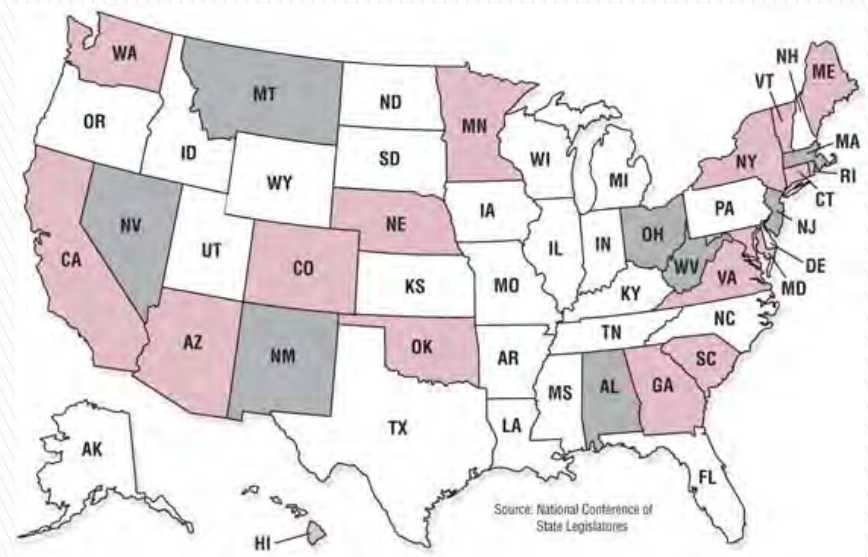 WA
MT
ND
MN
OR
ID
SD
WY
WI
MI
NH
VT
ME
NY
MA
RI
CT
NV
UT
CO
NE
IA
IL
IN
OH
PA
NJ
CA
KS
MO
KY
WV
VA
DE
MD
AZ
NM
OK
AR
TN
NC
SC
MS
AL
GA
AK
TX
LA
FL
HI
Source: National Conference of
State Legislatores